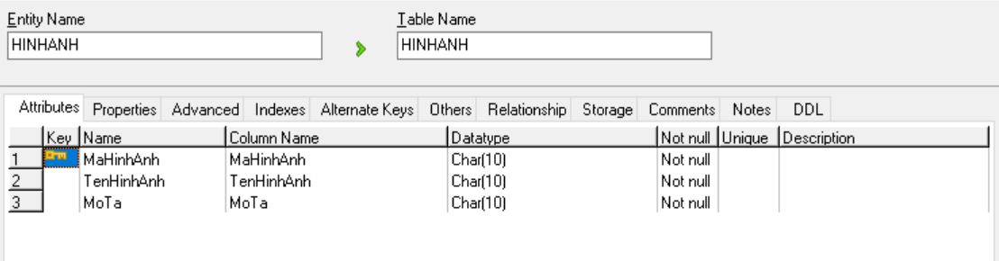 Entity Name Table Name
HINHANH HINHANH
Attributes Properties Advanced Indexes Alternate Keys Others Relationship Storage Comments Notes DDL
Key Name Column Name Datatype Not null Unique Description
1 MaHinhAnh MaHinhAnh Char(10) Not null
2 TenHinhAnh TenHinhAnh Char(10) Not null
3 MoTa MoTa Char(10) Not null